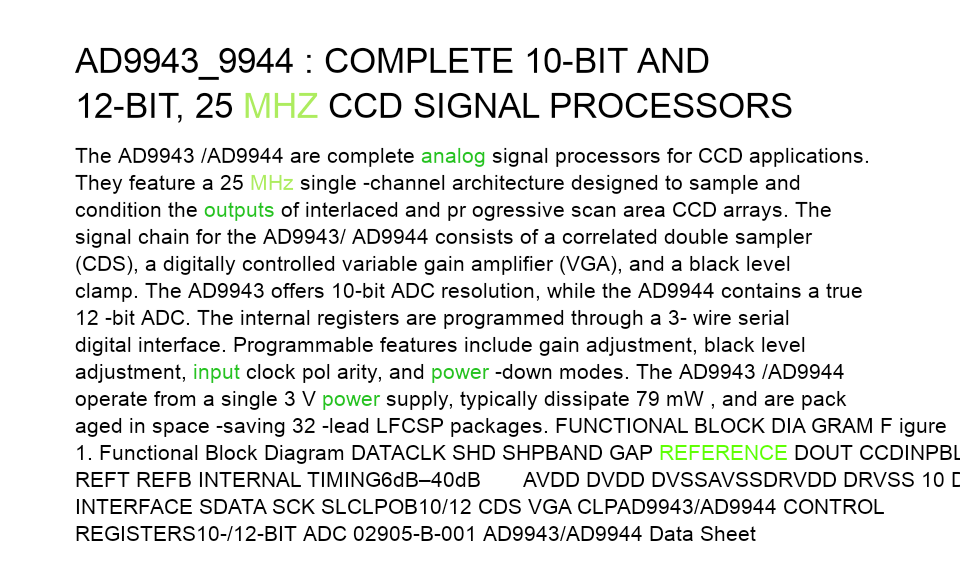 AD9943_9944 : COMPLETE 10-BIT AND
12-BIT, 25 MHZ CCD SIGNAL PROCESSORS
The AD9943 /AD9944 are complete analog signal processors for CCD applications.
They feature a 25 MHz single -channel architecture designed to sample and
condition the outputs of interlaced and pr ogressive scan area CCD arrays. The
signal chain for the AD9943/ AD9944 consists of a correlated double sampler
(CDS), a digitally controlled variable gain amplifier (VGA), and a black level
clamp. The AD9943 offers 10-bit ADC resolution, while the AD9944 contains a true
12 -bit ADC. The internal registers are programmed through a 3- wire serial
digital interface. Programmable features include gain adjustment, black level
adjustment, input clock pol arity, and power -down modes. The AD9943 /AD9944
operate from a single 3 V power supply, typically dissipate 79 mW , and are pack
aged in space -saving 32 -lead LFCSP packages. FUNCTIONAL BLOCK DIA GRAM F igure
1. Functional Block Diagram DATACLK SHD SHPBAND GAP REFERENCE DOUT CCDINPBL
REFT REFB INTERNAL TIMING6dB–40dB AVDD DVDD DVSSAVSSDRVDD DRVSS 10 D
INTERFACE SDATA SCK SLCLPOB10/12 CDS VGA CLPAD9943/AD9944 CONTROL
REGISTERS10-/12-BIT ADC 02905-B-001 AD9943/AD9944 Data Sheet